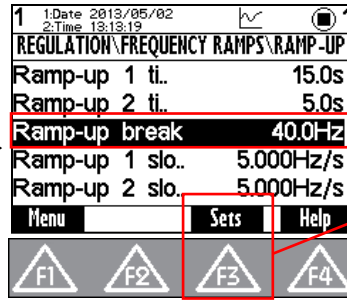 1 1:Date 2013/05/02
2:Time 13:13:19
REGULATION\FREQUENCY RAMPS\RAMP-UP
Ramp-up 1 ti.. 15.0s
Ramp-up 2 ti.. 5.0s
Ramp-up break 40.0Hz
Ramp-up 1 slo.. 5.000Hz/s
Ramp-up 2 slo.. 5.000Hz/s
Menu Sets Help
F1 F2 F3 F4